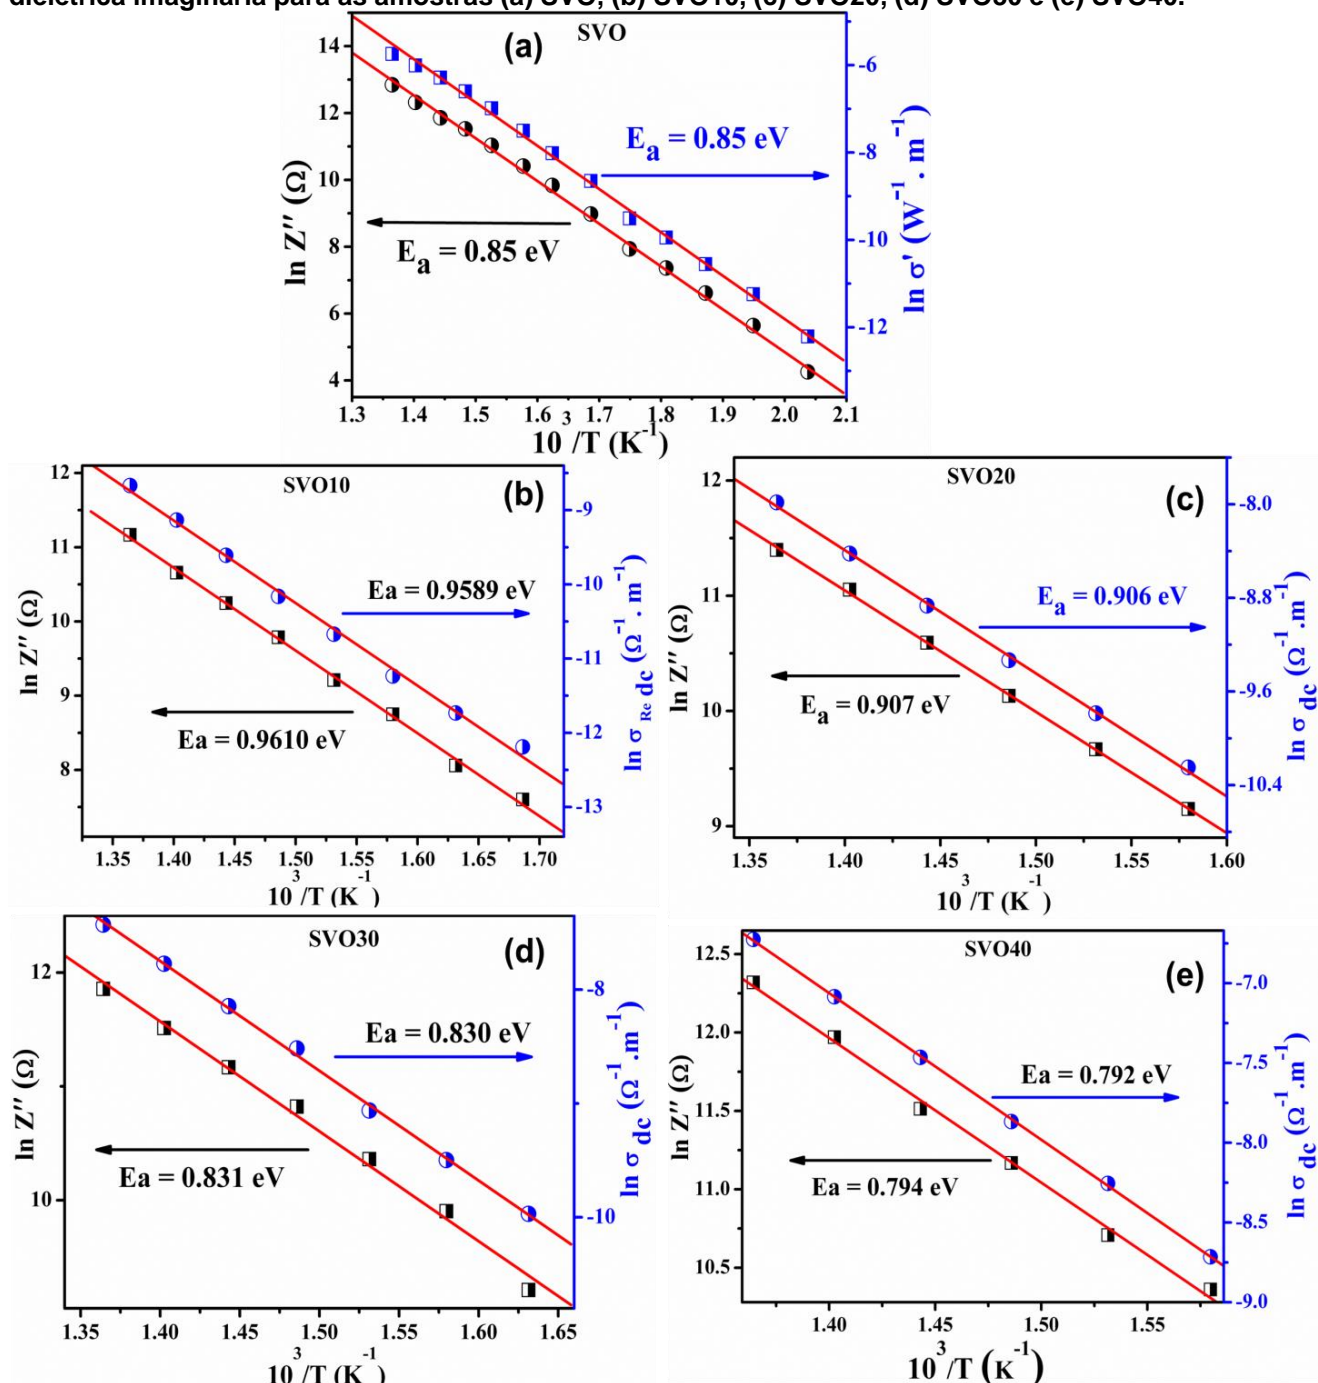 dielétrica imaginária para as amostras (a) SVO, (b) SVO10, (c) SVO20, (d) SVO30 e (e) SVO40.
(a) SVO
14
12
10
8
6
4
ln Z'' (Ω)
-6
-8
-10
-12
ln σ' (W⁻¹ . m⁻¹)
Eₐ = 0.85 eV
Eₐ = 0.85 eV
1.3 1.4 1.5 1.6 1.7 1.8 1.9 2.0 2.1
10³/T (K⁻¹)
SVO10 (b)
12
11
10
9
8
ln Z'' (Ω)
-9
-10
-11
-12
-13
ln σ Re dc (Ω⁻¹. m⁻¹)
Ea = 0.9589 eV
Ea = 0.9610 eV
1.35 1.40 1.45 1.50 1.55 1.60 1.65 1.70
10³/T (K⁻¹)
SVO20 (c)
12
11
10
9
ln Z'' (Ω)
-8.0
-8.8
-9.6
-10.4
ln σ dc (Ω⁻¹.m⁻¹)
Eₐ = 0.906 eV
Eₐ = 0.907 eV
1.35 1.40 1.45 1.50 1.55 1.60
10³/T (K⁻¹)
SVO30 (d)
12
10
ln Z'' (Ω)
-8
-10
ln σ dc (Ω⁻¹.m⁻¹)
Ea = 0.830 eV
Ea = 0.831 eV
1.35 1.40 1.45 1.50 1.55 1.60 1.65
10³/T (K⁻¹)
SVO40 (e)
12.5
12.0
11.5
11.0
10.5
ln Z'' (Ω)
-7.0
-7.5
-8.0
-8.5
-9.0
ln σ dc (Ω⁻¹.m⁻¹)
Ea = 0.792 eV
Ea = 0.794 eV
1.40 1.45 1.50 1.55
10³/T (K⁻¹)